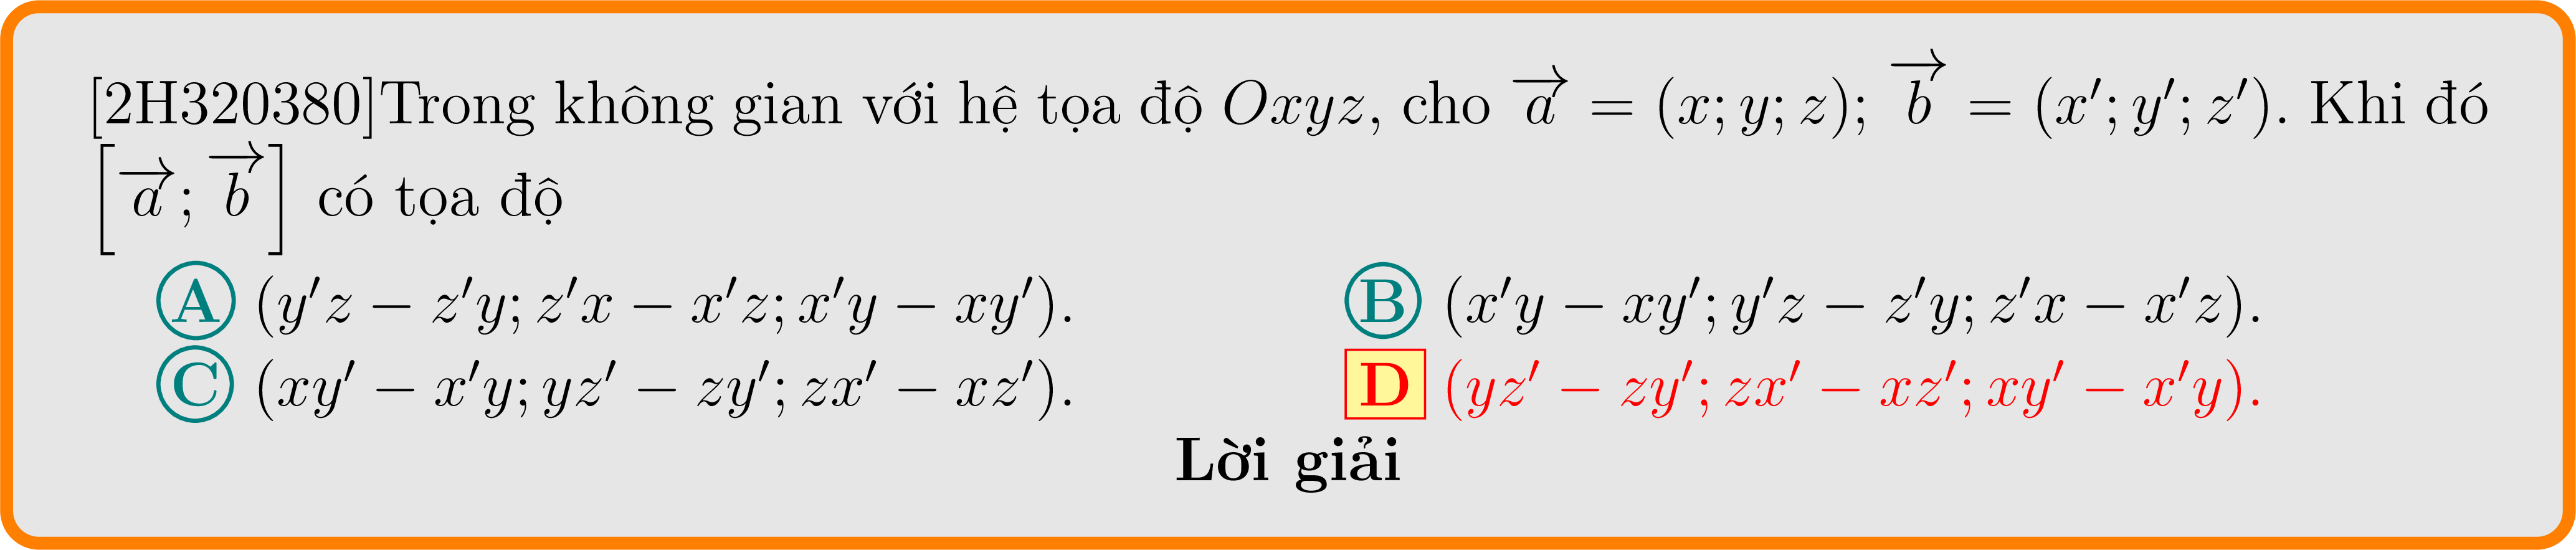 [2H320380]Trong không gian với hệ tọa độ $Oxyz$, cho $\overrightarrow{a} = (x; y; z)$; $\overrightarrow{b} = (x'; y'; z')$. Khi đó
$\left[\overrightarrow{a}; \overrightarrow{b}\right]$ có tọa độ
A $(y'z - z'y; z'x - x'z; x'y - xy')$. B $(x'y - xy'; y'z - z'y; z'x - x'z)$.
C $(xy' - x'y; yz' - zy'; zx' - xz')$. D $(yz' - zy'; zx' - xz'; xy' - x'y)$.
Lời giải